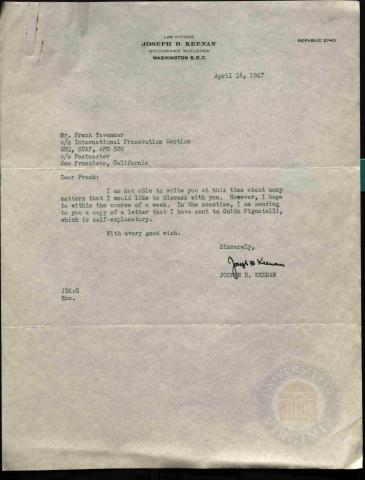 LAW OFFICES
JOSEPH B. KEENAN
WOODWARD BUILDING
WASHINGTON 5, D.C.
REPUBLIC 2740
April 16, 1947
Mr. Frank Tavenner
c/o International Prosecution Section
GHQ, SCAP, APO 500
c/o Postmaster
San Francisco, California
Dear Frank:
I am not able to write you at this time about many
matters that I would like to discuss with you. However, I hope
to within the course of a week. In the meantime, I am sending
to you a copy of a letter that I have sent to Guido Pignatelli,
which is self-explanatory.
With every good wish.
Sincerely,
Joseph B Keenan
JOSEPH B. KEENAN
JBK:G
Enc.
UNIVERSITY OF VIRGINIA